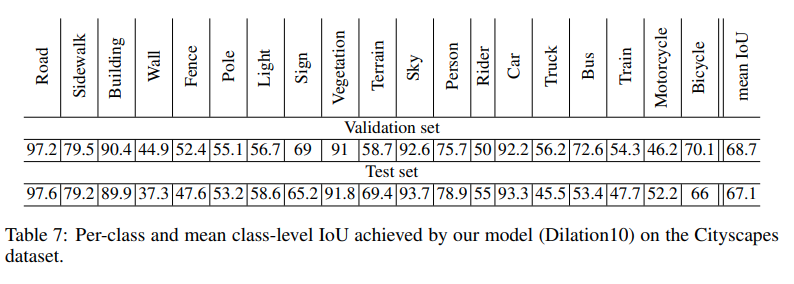 Road Sidewalk Building Wall Fence Pole Light Sign Vegetation Terrain Sky Person Rider Car Truck Bus Train Motorcycle Bicycle mean IoU
Validation set
97.2 79.5 90.4 44.9 52.4 55.1 56.7 69 91 58.7 92.6 75.7 50 92.2 56.2 72.6 54.3 46.2 70.1 68.7
Test set
97.6 79.2 89.9 37.3 47.6 53.2 58.6 65.2 91.8 69.4 93.7 78.9 55 93.3 45.5 53.4 47.7 52.2 66 67.1
Table 7: Per-class and mean class-level IoU achieved by our model (Dilation10) on the Cityscapes
dataset.